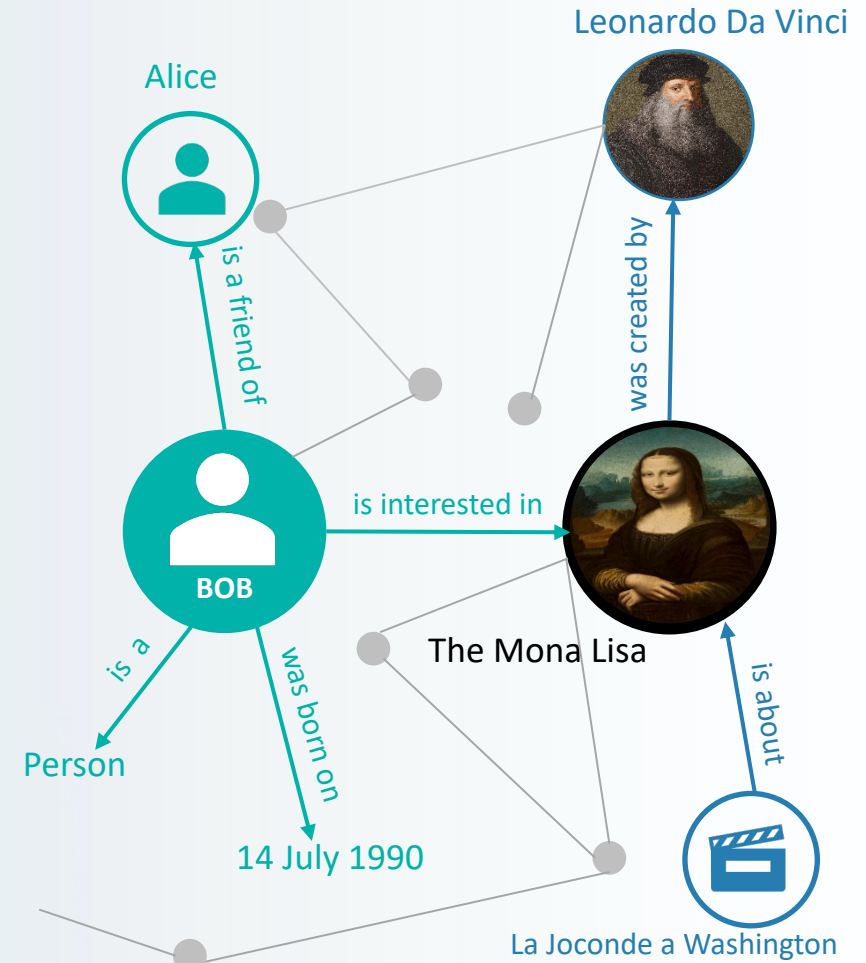 Leonardo Da Vinci
Alice
is a friend of
was created by
is interested in
BOB
The Mona Lisa
is a
was born on
is about
Person
14 July 1990
La Joconde a Washington